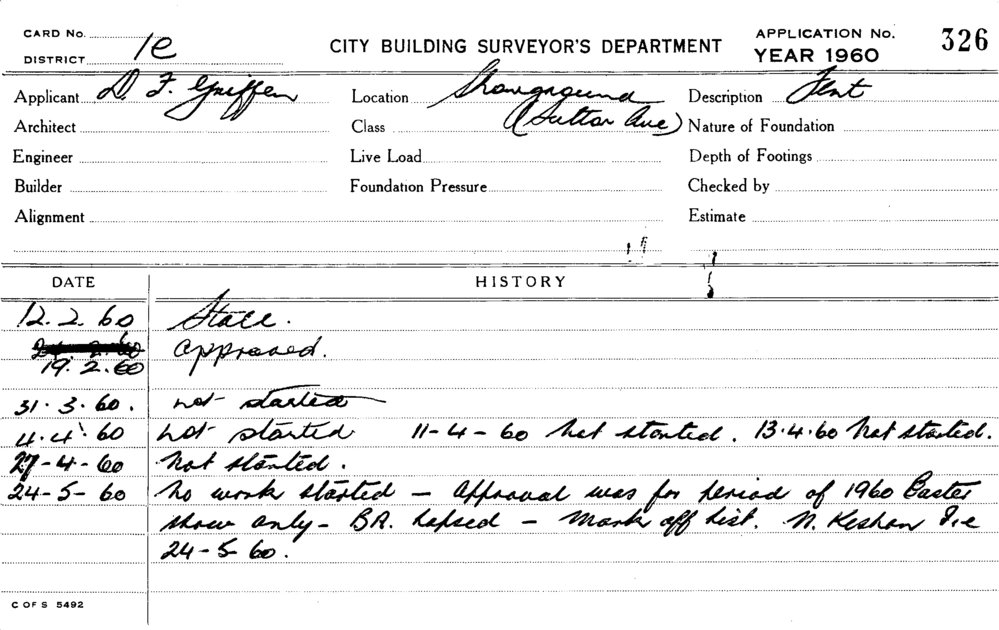 CARD No.
DISTRICT 1e
CITY BUILDING SURVEYOR'S DEPARTMENT
APPLICATION No. 326
YEAR 1960
Applicant D. F. Griffen Location Showground Description Tent
Architect Class (Sutton Ave) Nature of Foundation
Engineer Live Load Depth of Footings
Builder Foundation Pressure Checked by
Alignment Estimate
DATE HISTORY
12.2.60 Stall.
19.2.60 Approved.
31.3.60. not started
4.4.60 not started 11-4-60 not started. 13.4.60 Not started.
27-4-60 Not started.
24-5-60 No work started - Approval was for period of 1960 Easter
show only - BA. lapsed - Mark off list. N. 1.e
24-5-60.
C OF S 5492